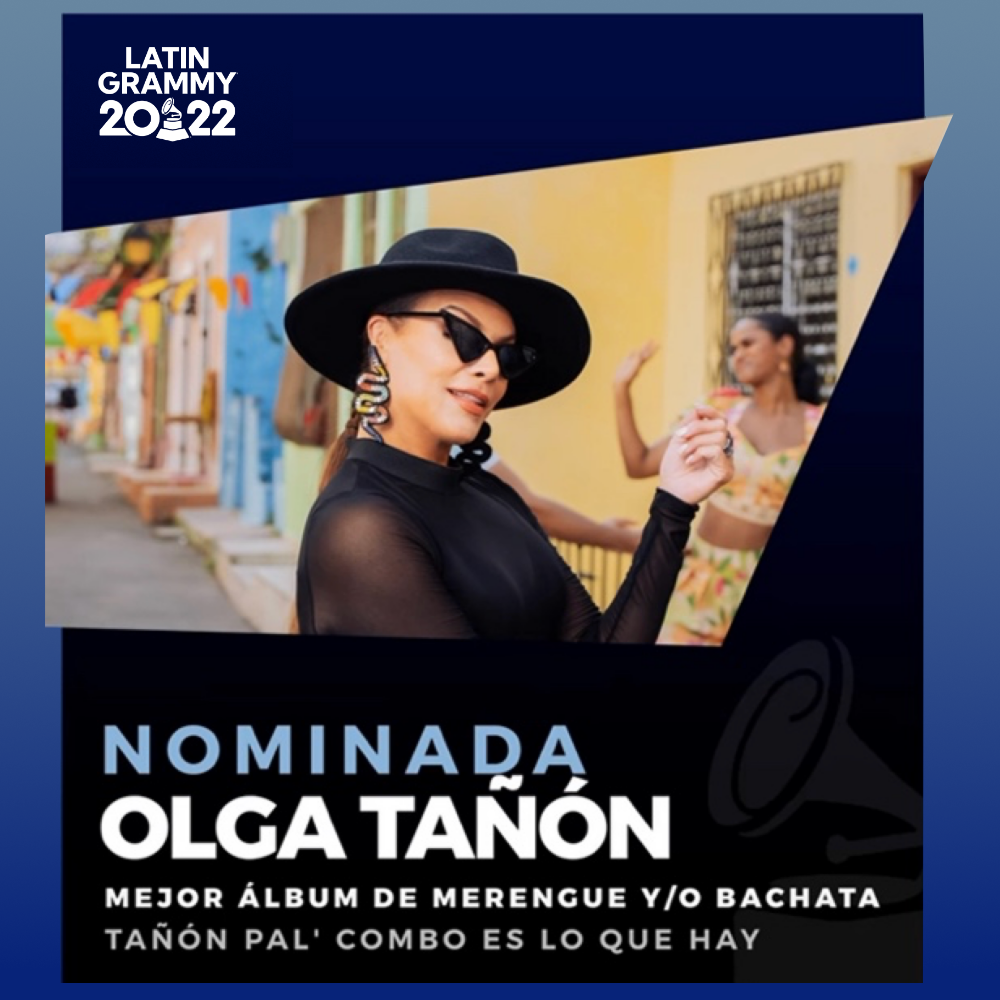 LATIN
GRAMMY
2022
NOMINADA
OLGA TAÑÓN
MEJOR ÁLBUM DE MERENGUE Y/O BACHATA
TAÑÓN PAL' COMBO ES LO QUE HAY